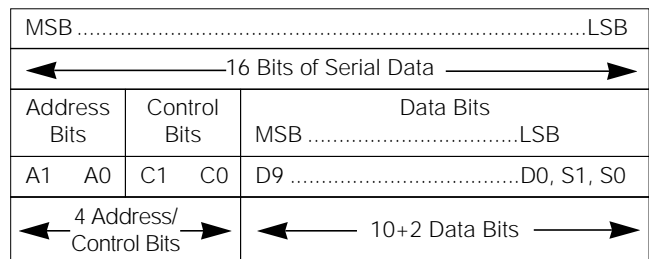 MSB ......................................................................................LSB
16 Bits of Serial Data
Address Bits
Control Bits
Data Bits
MSB ....................................LSB
A1 A0
C1 C0
D9 .......................................D0, S1, S0
4 Address/
Control Bits
10+2 Data Bits